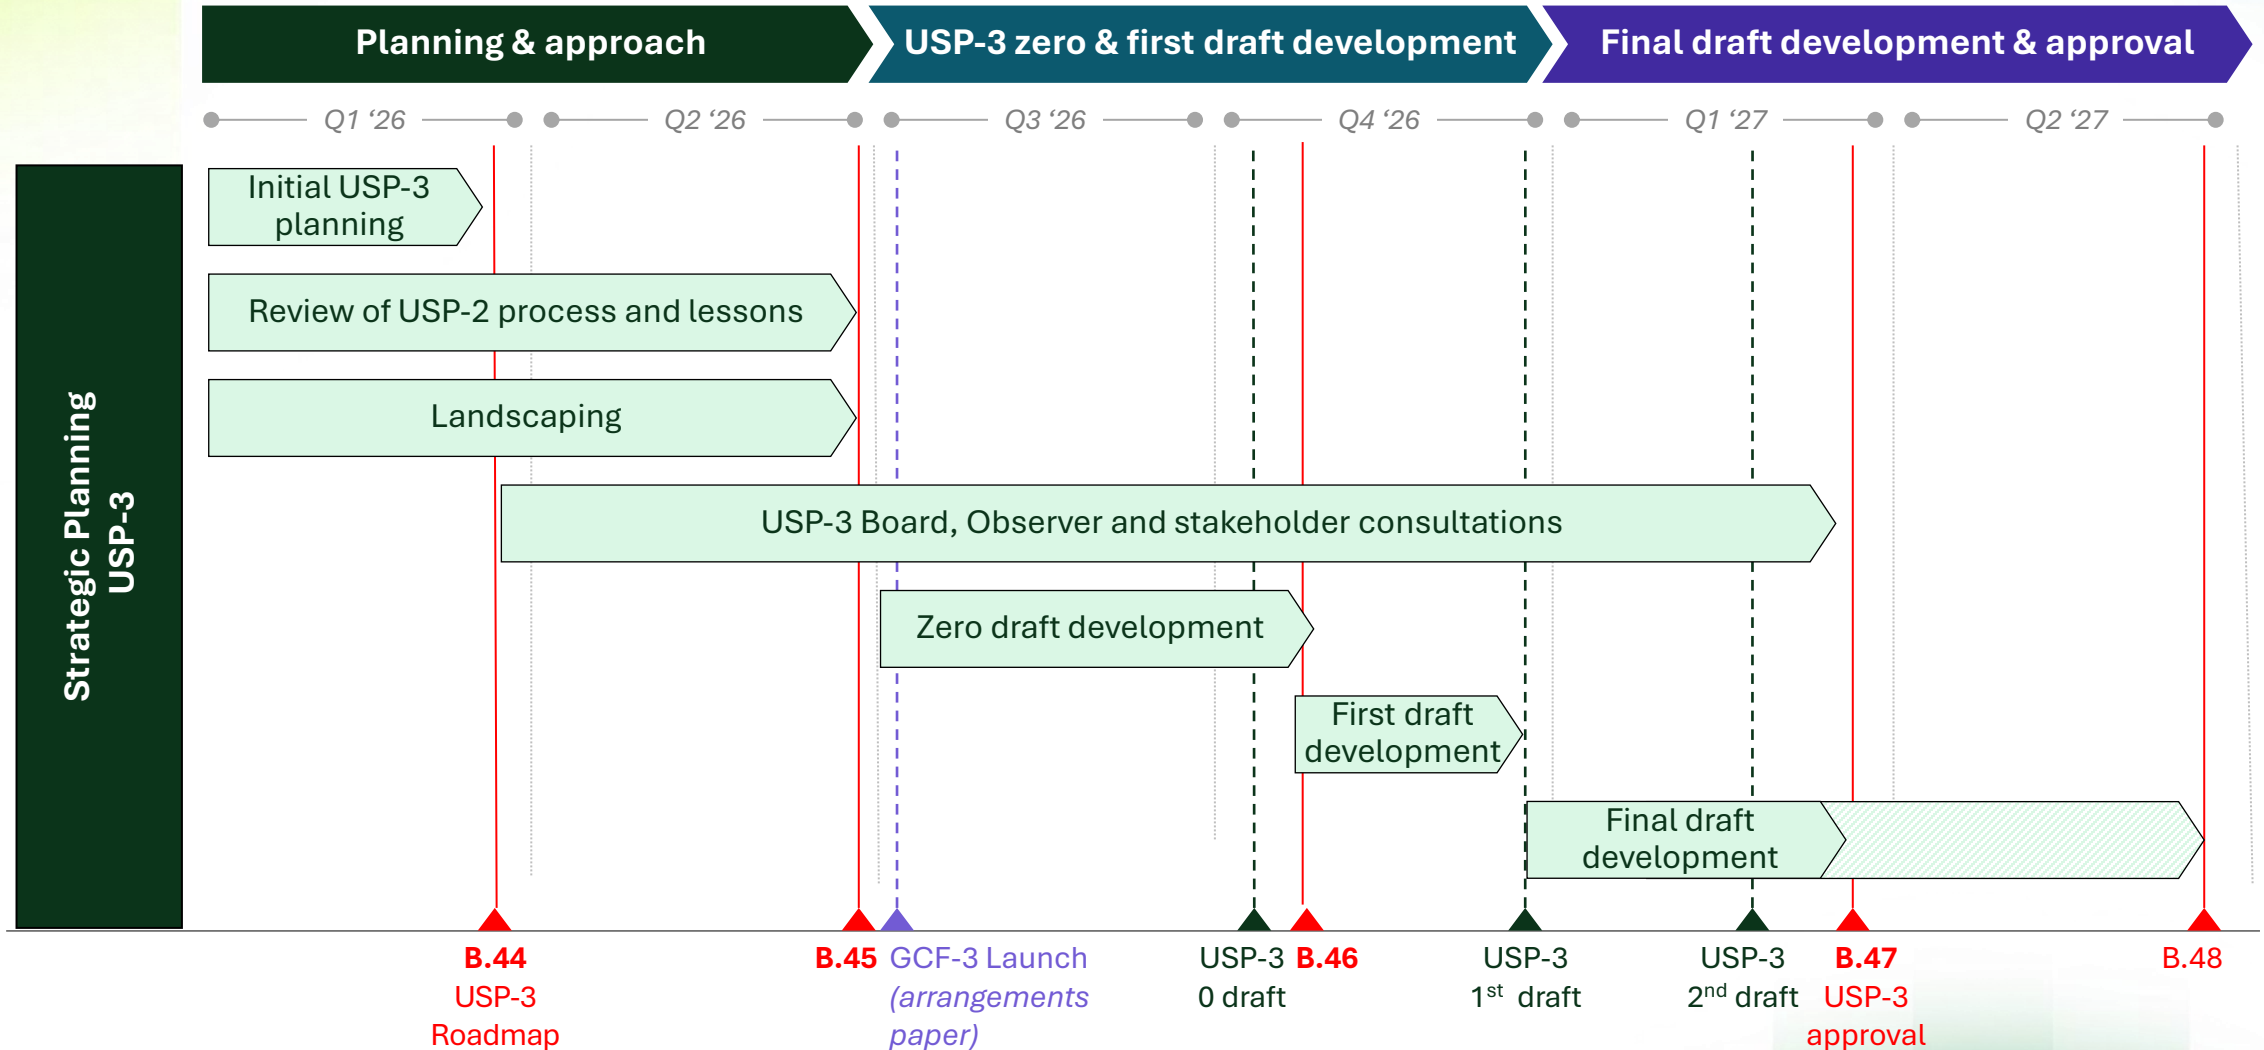 Planning & approach
USP-3 zero & first draft development
Final draft development & approval
Q1 ‘26
Q2 ‘26
Q3 ‘26
Q4 ‘26
Q1 ‘27
Q2 ‘27
Strategic Planning
USP-3
Initial USP-3
planning
Review of USP-2 process and lessons
Landscaping
USP-3 Board, Observer and stakeholder consultations
Zero draft development
First draft
development
Final draft
development
B.44
USP-3
Roadmap
B.45
GCF-3 Launch
(arrangements
paper)
USP-3
0 draft
B.46
USP-3
1st draft
USP-3
2nd draft
B.47
USP-3
approval
B.48